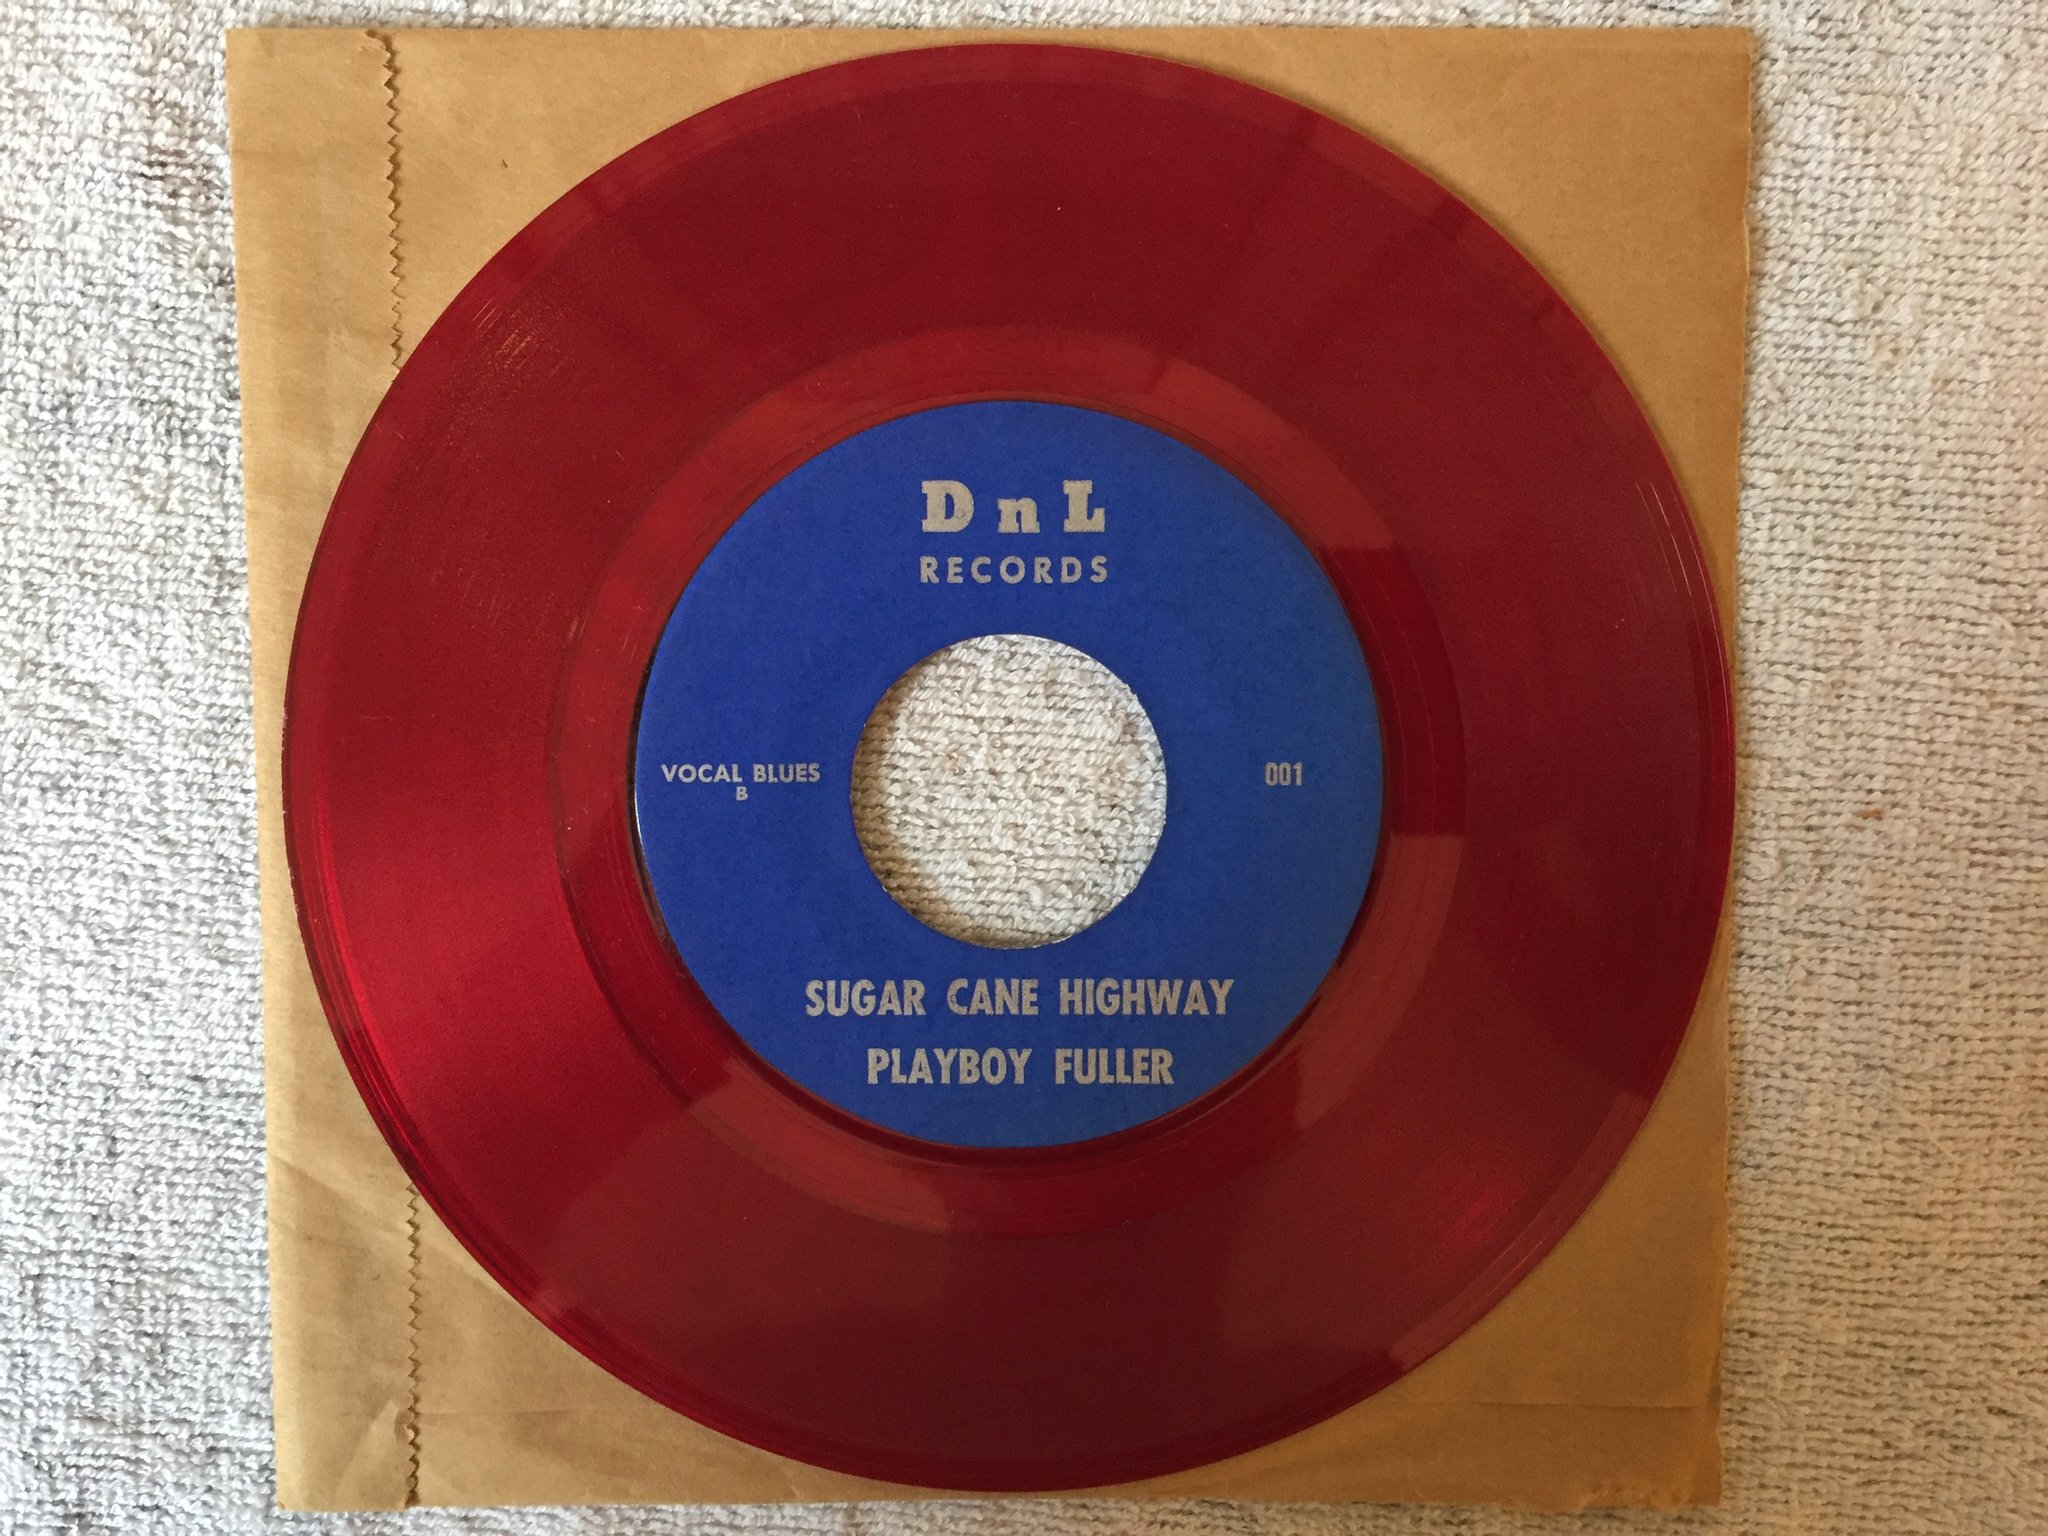 D n L
RECORDS
VOCAL BLUES
B
001
SUGAR CANE HIGHWAY
PLAYBOY FULLER